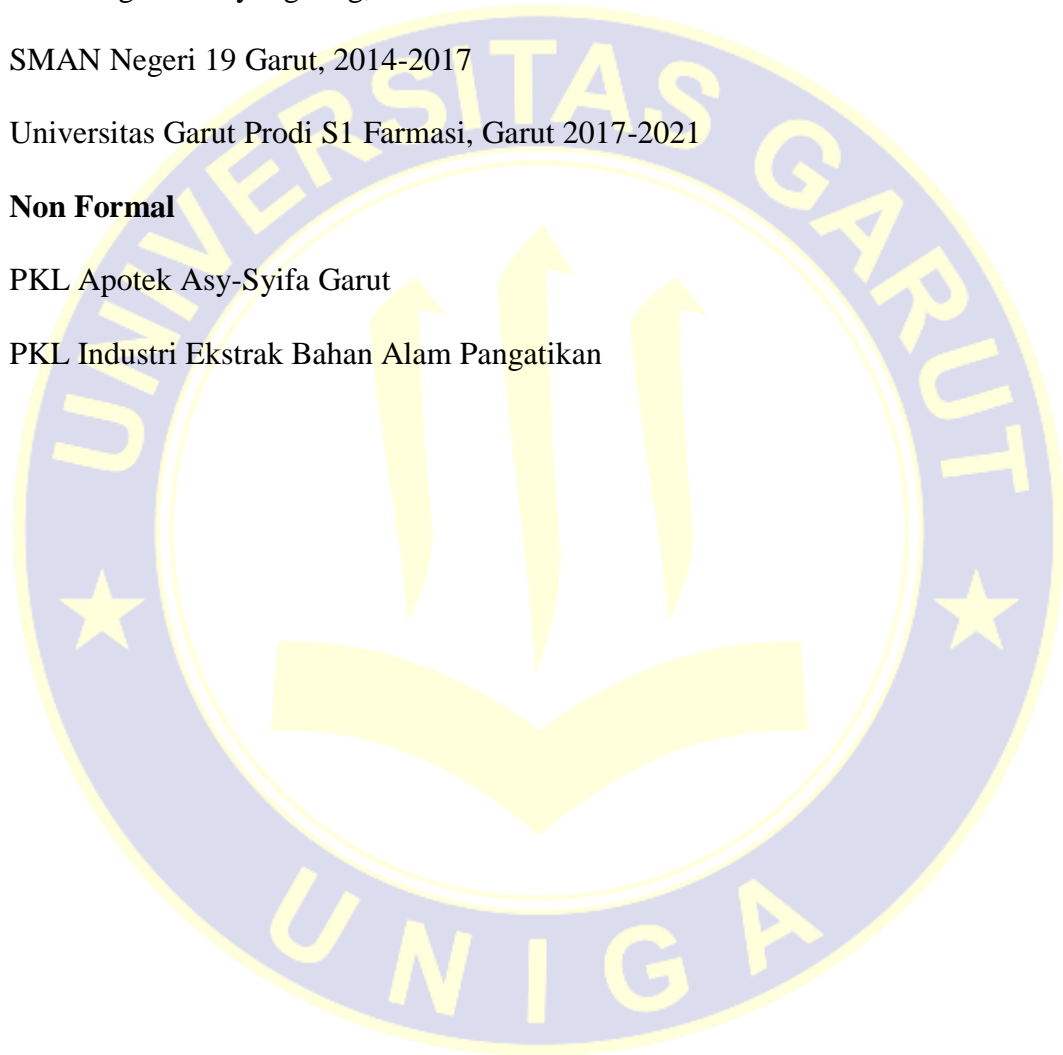 SMAN Negeri 19 Garut, 2014-2017
Universitas Garut Prodi S1 Farmasi, Garut 2017-2021
Non Formal
PKL Apotek Asy-Syifa Garut
PKL Industri Ekstrak Bahan Alam Pangatikan
UNIVERSITAS GARUT
UNIGA